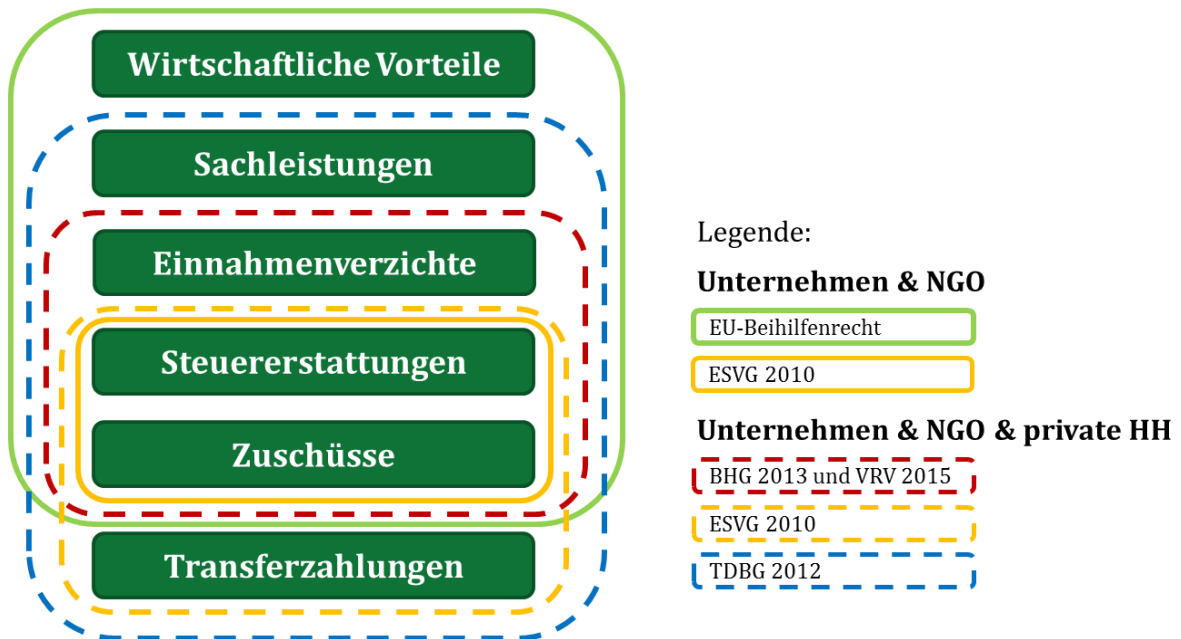 Wirtschaftliche Vorteile
Sachleistungen
Einnahmenverzichte
Steuererstattungen
Zuschüsse
Transferzahlungen
Legende:
Unternehmen & NGO
EU-Beihilfenrecht
ESVG 2010
Unternehmen & NGO & private HH
BHG 2013 und VRV 2015
ESVG 2010
TDBG 2012